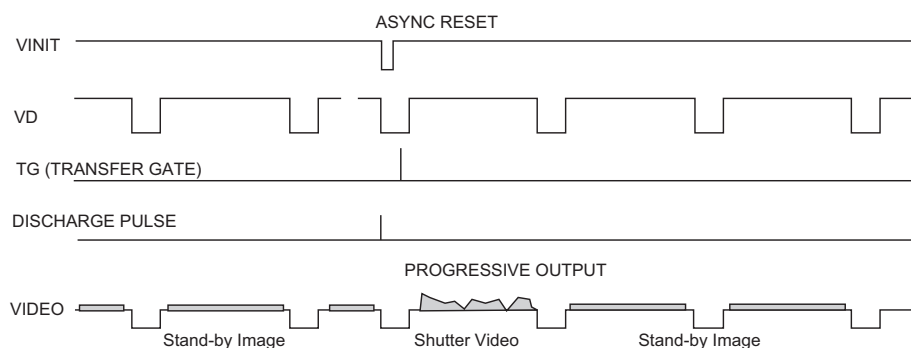 ASYNC RESET
VINIT
VD
TG (TRANSFER GATE)
DISCHARGE PULSE
PROGRESSIVE OUTPUT
VIDEO
Stand-by Image
Shutter Video
Stand-by Image